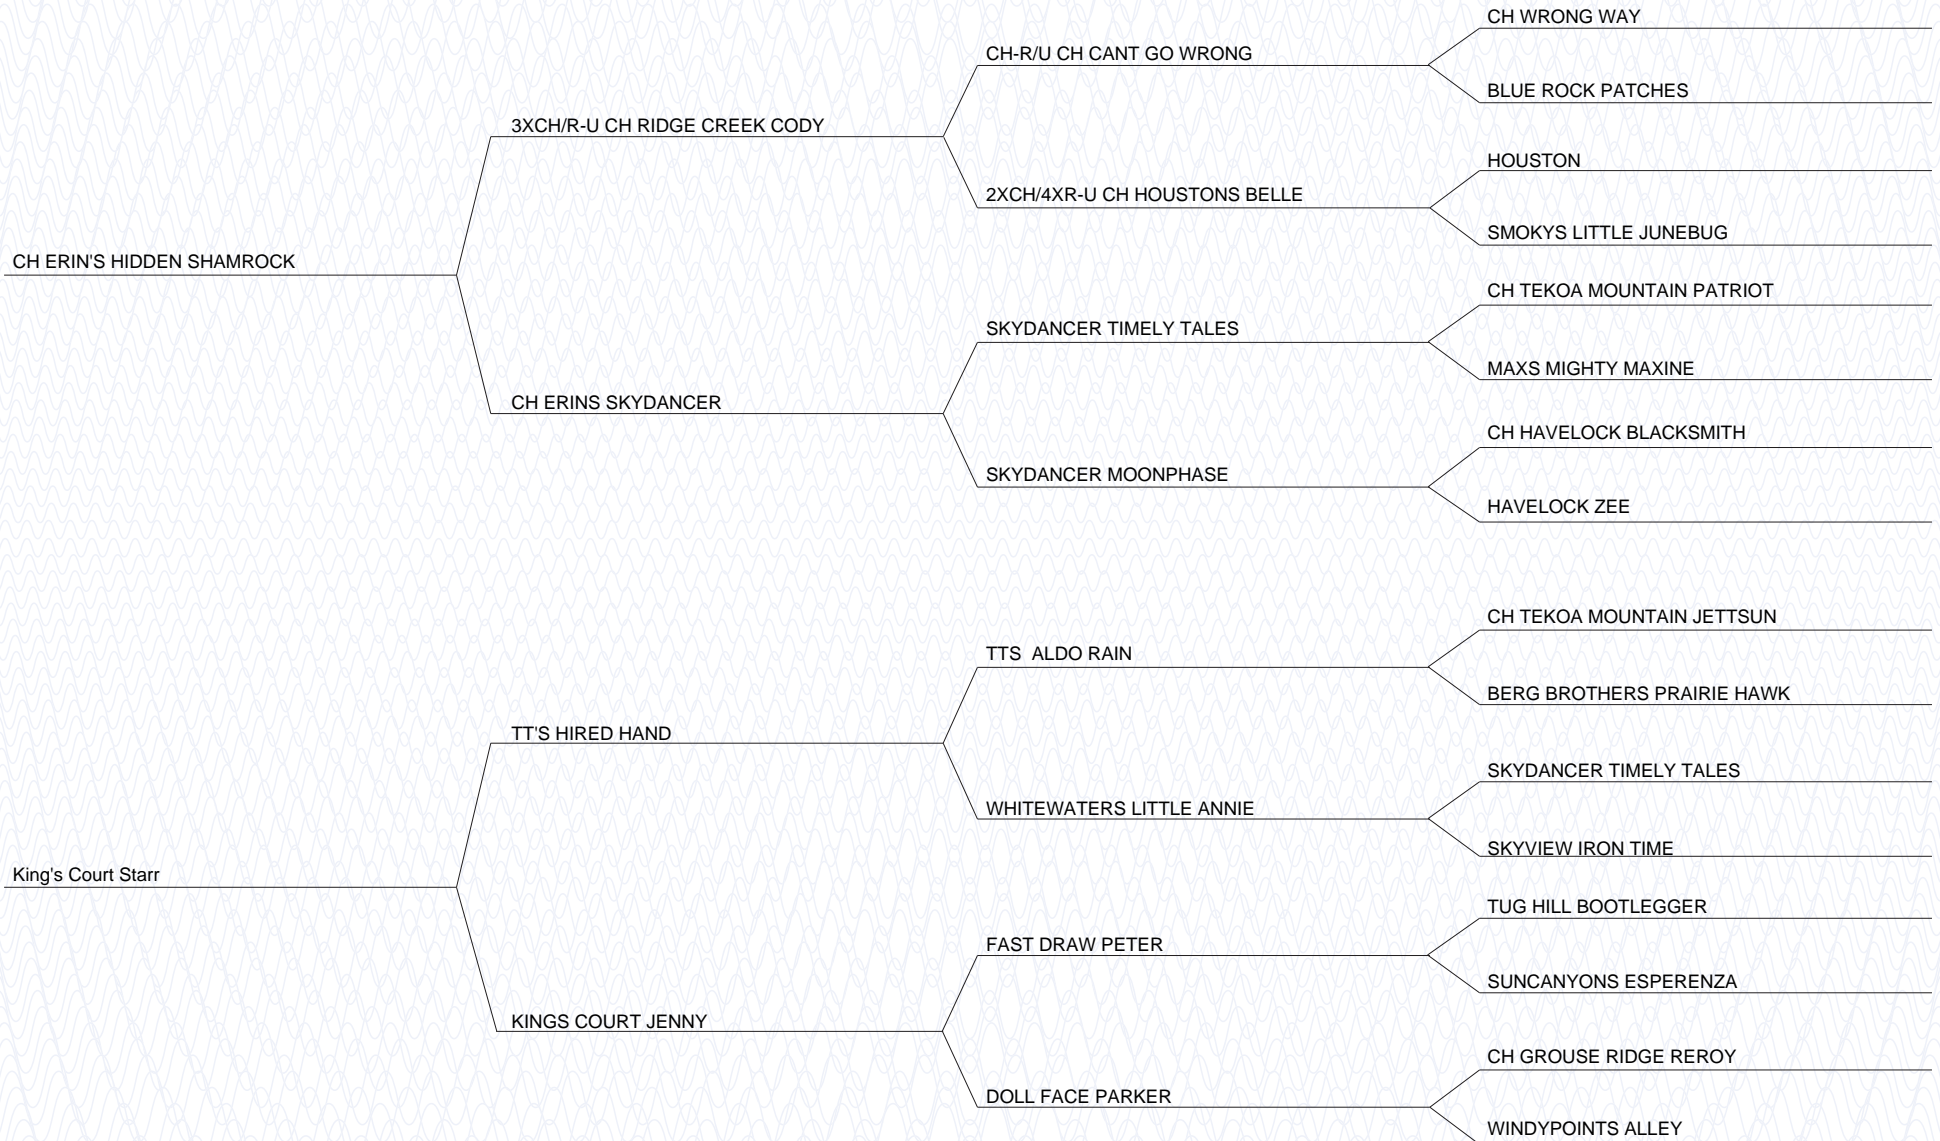 CH WRONG WAY
CH-R/U CH CANT GO WRONG
BLUE ROCK PATCHES
3XCH/R-U CH RIDGE CREEK CODY
HOUSTON
2XCH/4XR-U CH HOUSTONS BELLE
SMOKYS LITTLE JUNEBUG
CH ERIN'S HIDDEN SHAMROCK
CH TEKOA MOUNTAIN PATRIOT
SKYDANCER TIMELY TALES
MAXS MIGHTY MAXINE
CH ERINS SKYDANCER
CH HAVELOCK BLACKSMITH
SKYDANCER MOONPHASE
HAVELOCK ZEE
CH TEKOA MOUNTAIN JETTSUN
TTS  ALDO RAIN
BERG BROTHERS PRAIRIE HAWK
TT'S HIRED HAND
SKYDANCER TIMELY TALES
WHITEWATERS LITTLE ANNIE
SKYVIEW IRON TIME
King's Court Starr
TUG HILL BOOTLEGGER
FAST DRAW PETER
SUNCANYONS ESPERENZA
KINGS COURT JENNY
CH GROUSE RIDGE REROY
DOLL FACE PARKER
WINDYPOINTS ALLEY